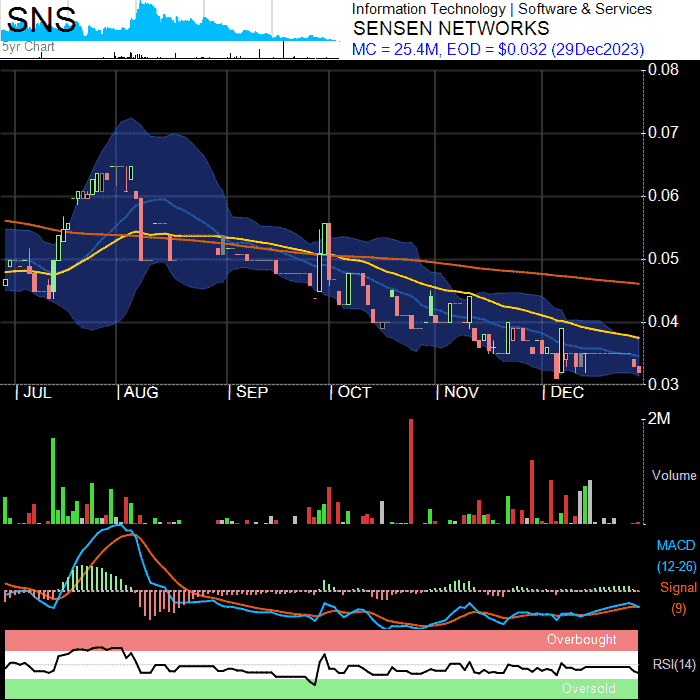 SNS
5yr Chart
Information Technology | Software & Services
SENSEN NETWORKS
MC = 25.4M, EOD = $0.032 (29Dec2023)
0.08
0.07
0.06
0.05
0.04
0.03
| JUL | AUG | SEP | OCT | NOV | DEC
2M
Volume
MACD
(12-26)
Signal
(9)
Overbought
RSI(14)
Oversold